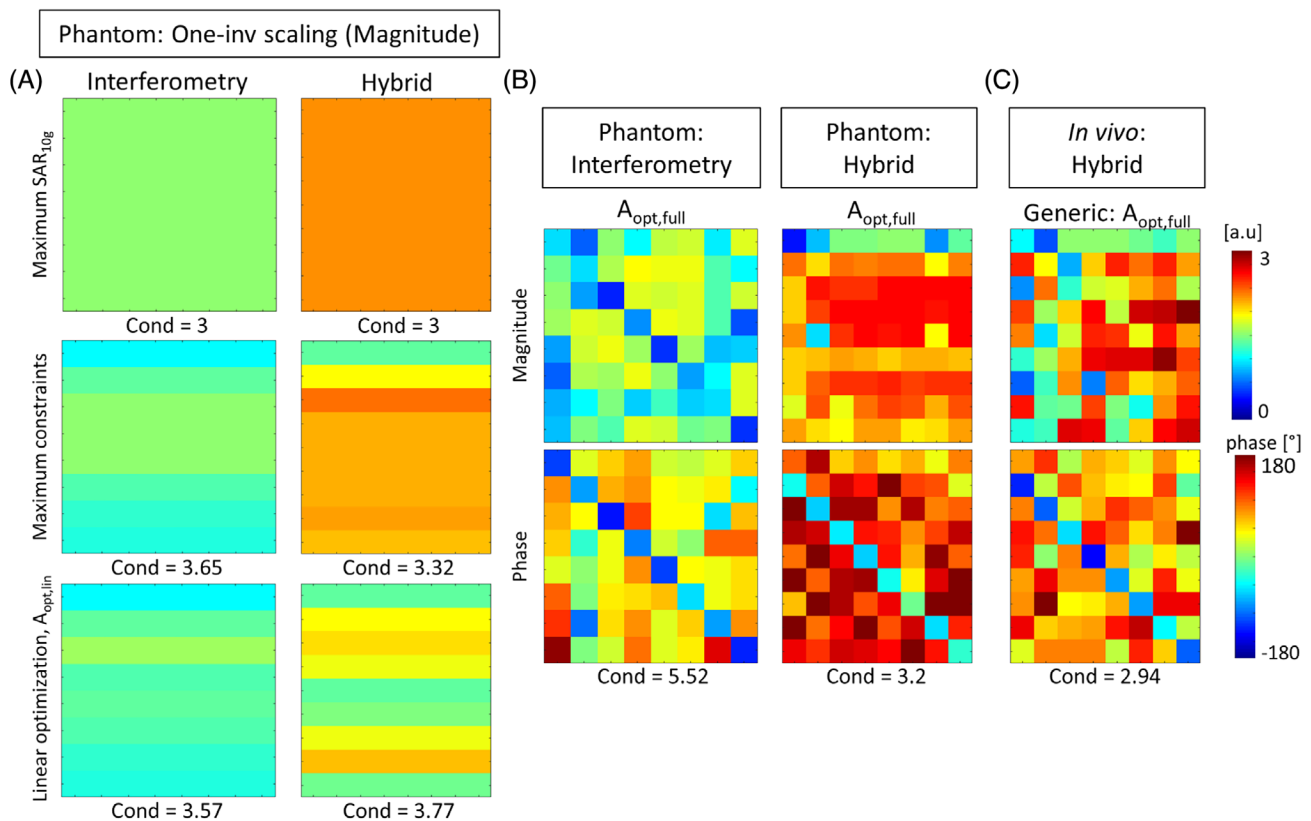 Phantom: One-inv scaling (Magnitude)
(A)
Interferometry
Hybrid
Maximum SAR10g
Cond = 3
Cond = 3
Maximum constraints
Cond = 3.65
Cond = 3.32
Linear optimization, Aopt,lin
Cond = 3.57
Cond = 3.77
(B)
Phantom:
Interferometry
Phantom:
Hybrid
Aopt,full
Aopt,full
Magnitude
Phase
Cond = 5.52
Cond = 3.2
(C)
In vivo:
Hybrid
Generic: Aopt,full
Cond = 2.94
[a.u]
3
0
phase [°]
180
-180